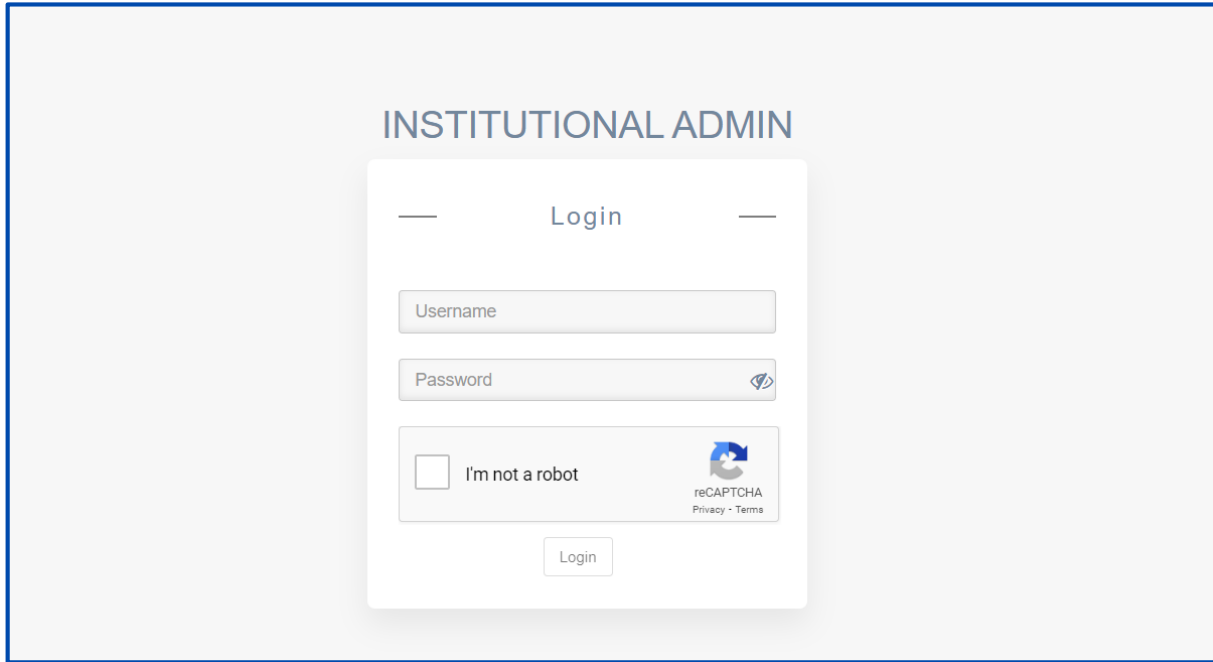 INSTITUTIONAL ADMIN
Login
Username
Password
I'm not a robot
reCAPTCHA
Privacy - Terms
Login